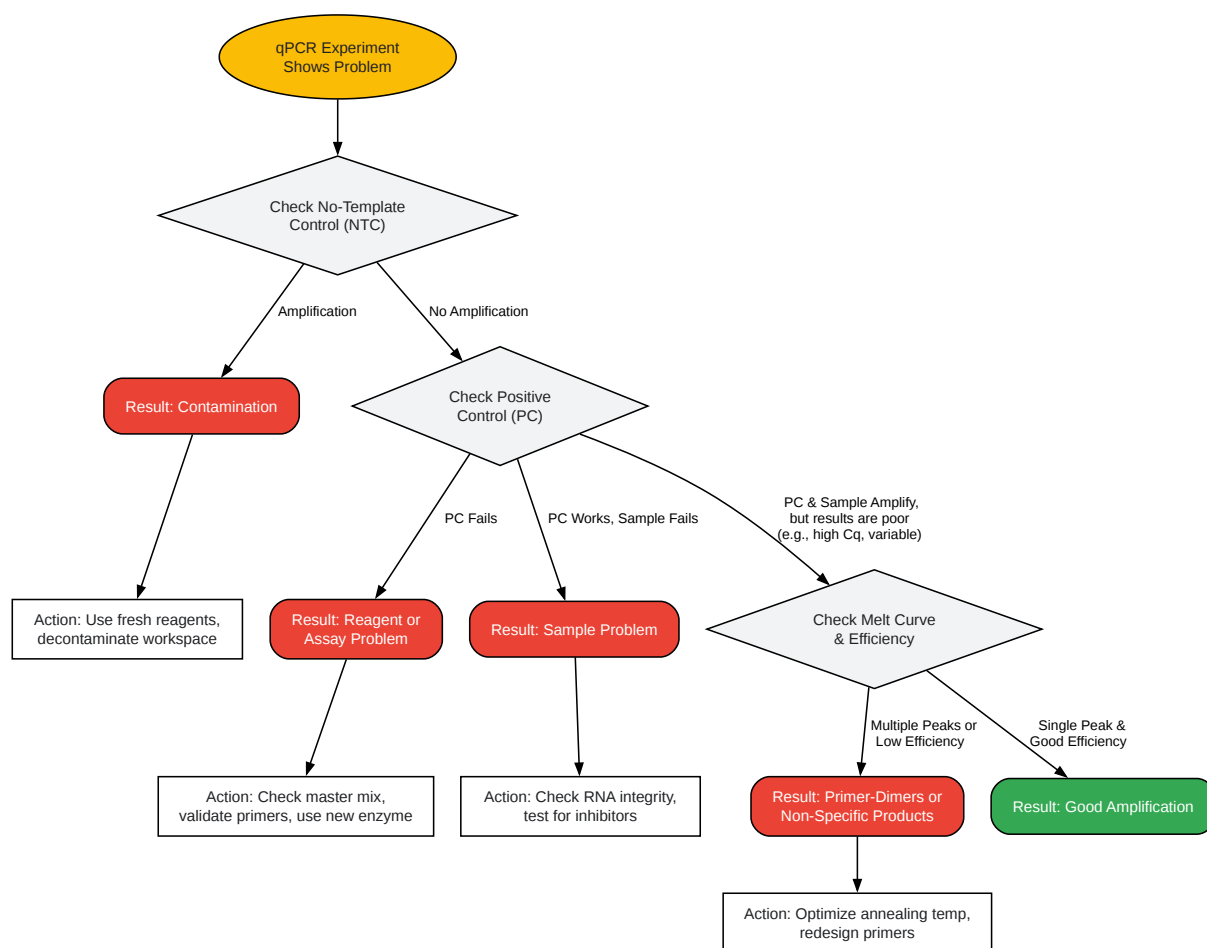 qPCR Experiment
Shows Problem
Check No-Template
Control (NTC)
Amplification
No Amplification
Result: Contamination
Check Positive
Control (PC)
PC Fails
PC Works, Sample Fails
PC & Sample Amplify,
but results are poor
(e.g., high Cq, variable)
Action: Use fresh reagents,
decontaminate workspace
Result: Reagent or
Assay Problem
Result: Sample Problem
Check Melt Curve
& Efficiency
Multiple Peaks or
Low Efficiency
Single Peak &
Good Efficiency
Action: Check master mix,
validate primers, use new enzyme
Action: Check RNA integrity,
test for inhibitors
Result: Primer-Dimers or
Non-Specific Products
Result: Good Amplification
Action: Optimize annealing temp,
redesign primers